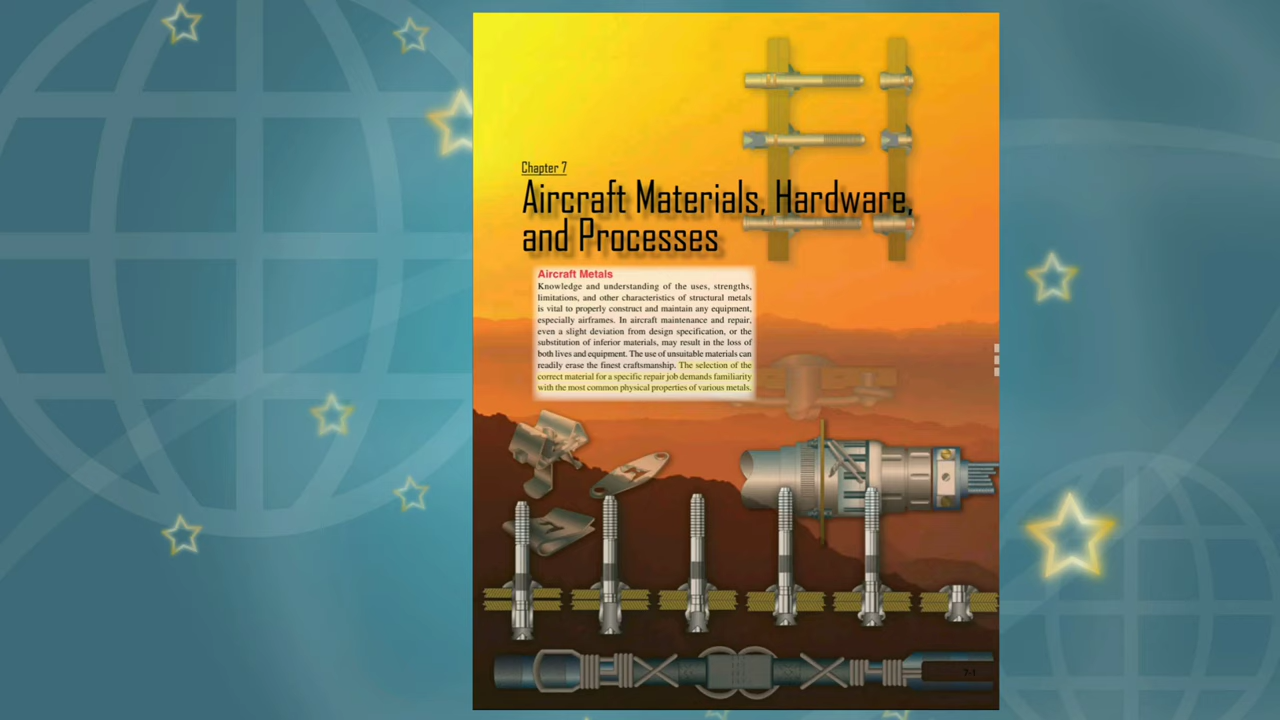 Chapter 7
Aircraft Materials, Hardware,
and Processes
Aircraft Metals
Knowledge and understanding of the uses, strengths,
limitations, and other characteristics of structural metals
is vital to properly construct and maintain any equipment,
especially airframes. In aircraft maintenance and repair,
even a slight deviation from design specification, or the
substitution of inferior materials, may result in the loss of
both lives and equipment. The use of unsuitable materials can
readily erase the finest craftsmanship. The selection of the
correct material for a specific repair job demands familiarity
with the most common physical properties of various metals.
7-1